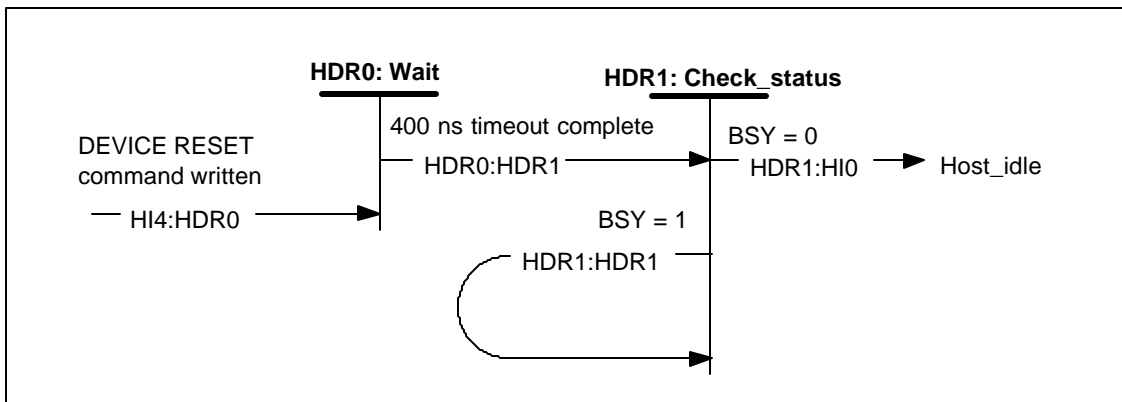 HDR0: Wait
HDR1: Check_status
400 ns timeout complete
BSY = 0
DEVICE RESET
command written
HDR0:HDR1
HDR1:HI0
Host_idle
HI4:HDR0
BSY = 1
HDR1:HDR1